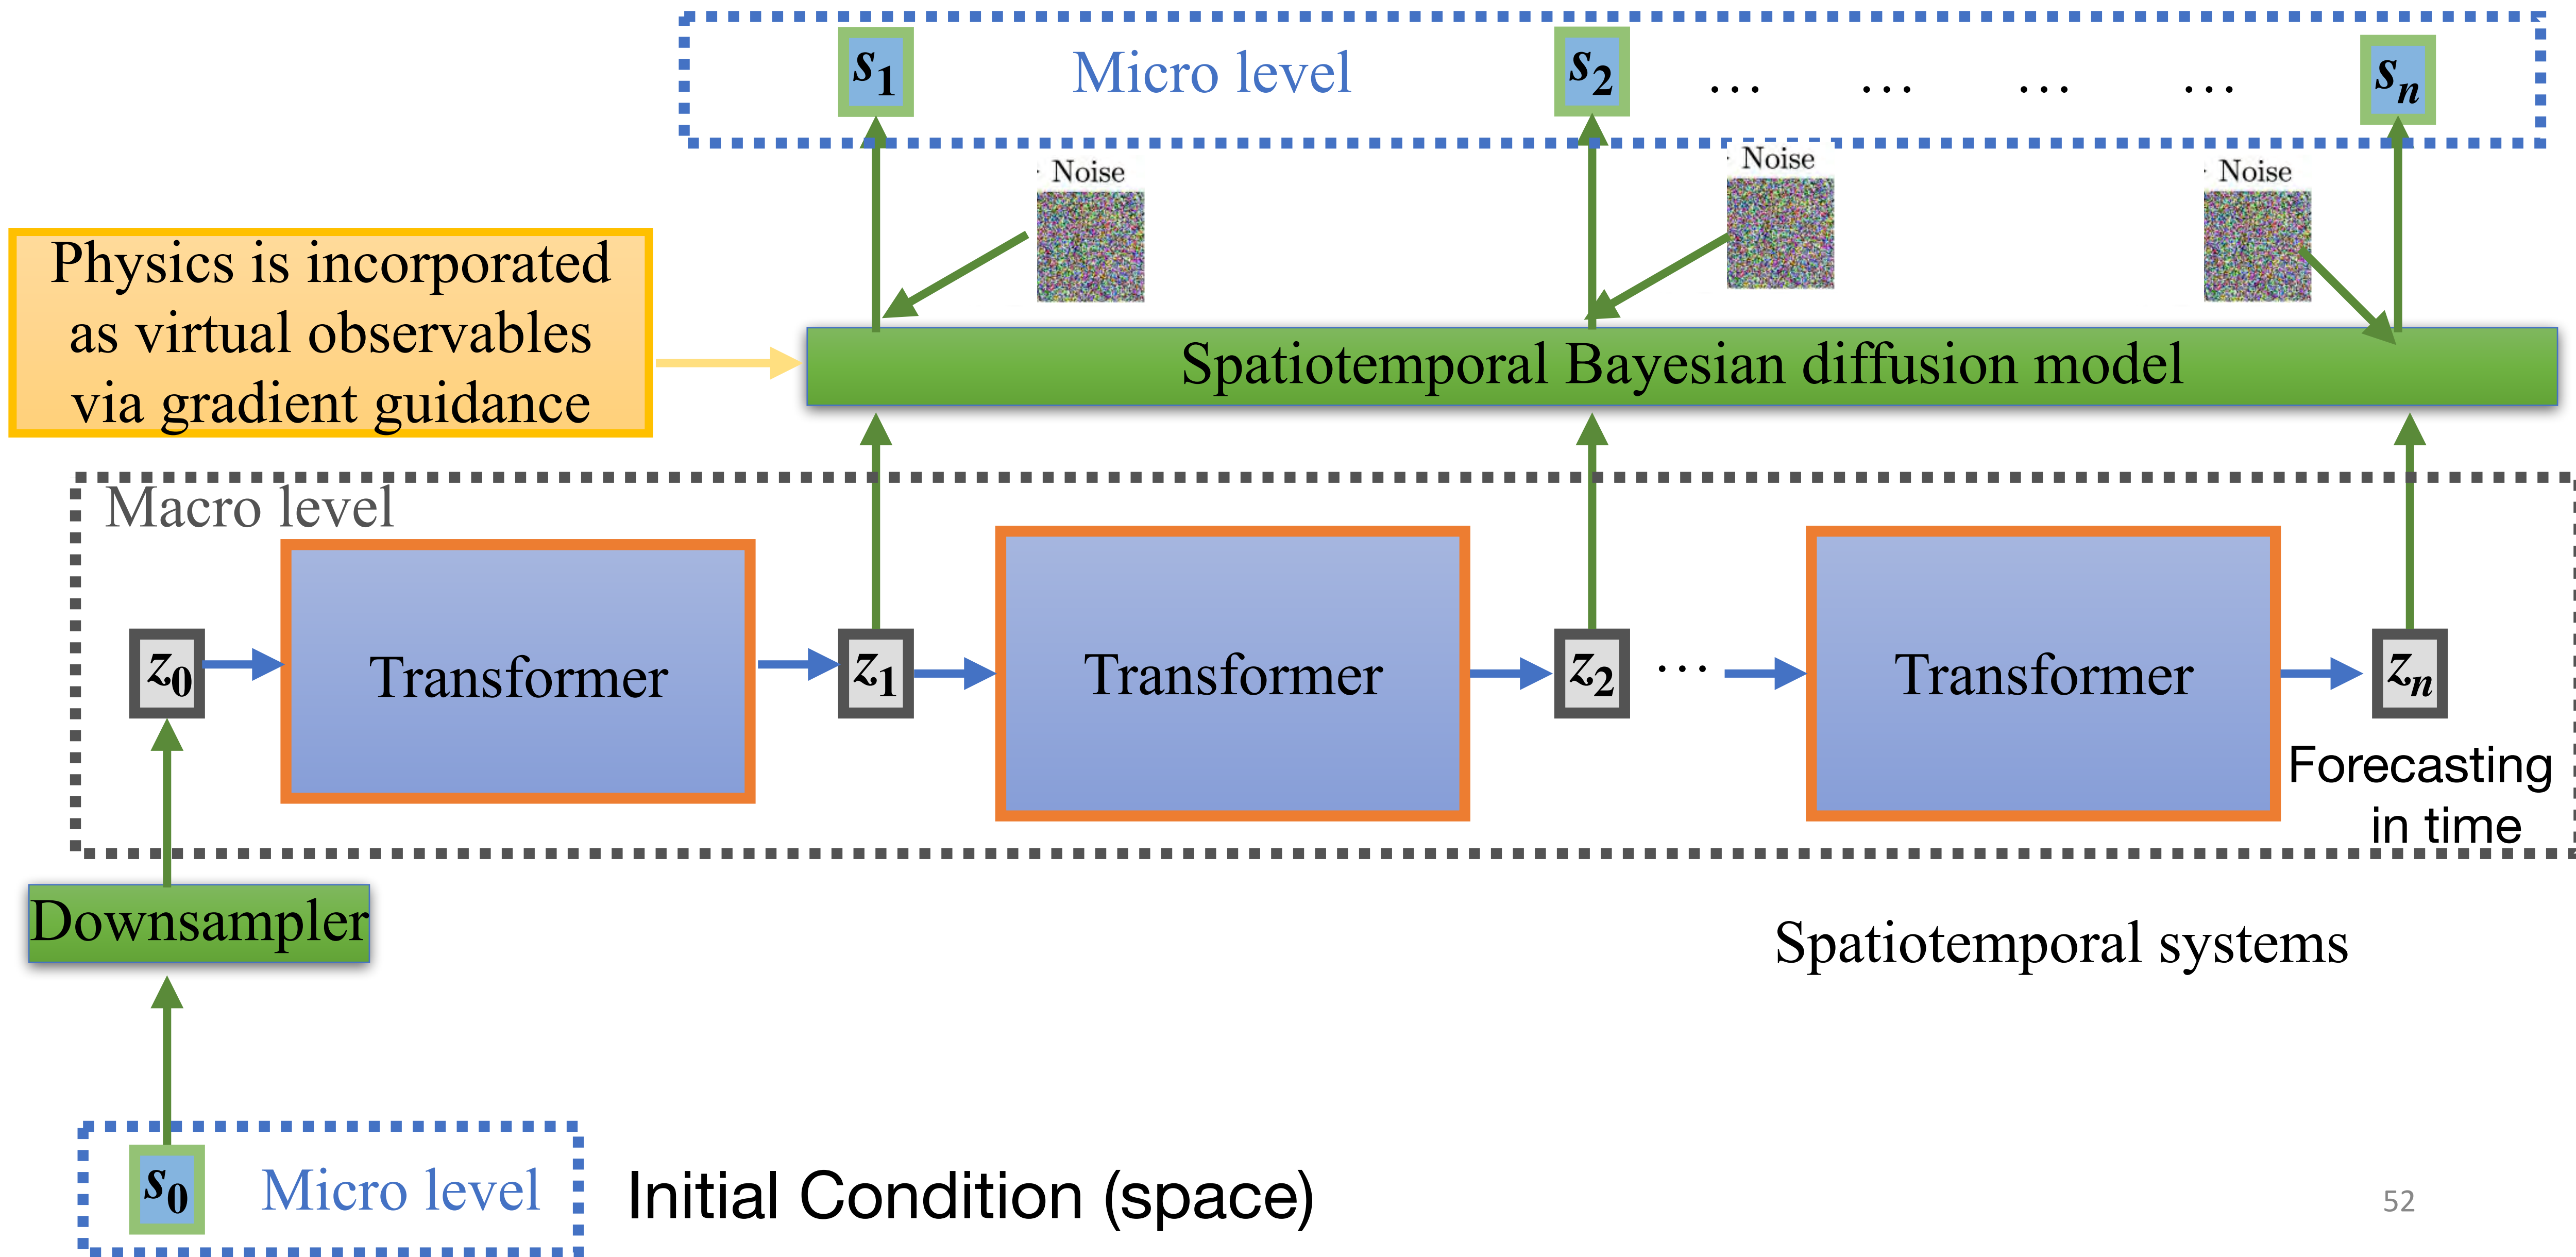 s1 Micro level s2 … … … … sn
Noise
Noise
Noise
Physics is incorporated
as virtual observables
via gradient guidance
Spatiotemporal Bayesian diffusion model
Macro level
z0 Transformer z1 Transformer z2 … Transformer zn
Forecasting
in time
Downsampler
Spatiotemporal systems
s0 Micro level Initial Condition (space)
52